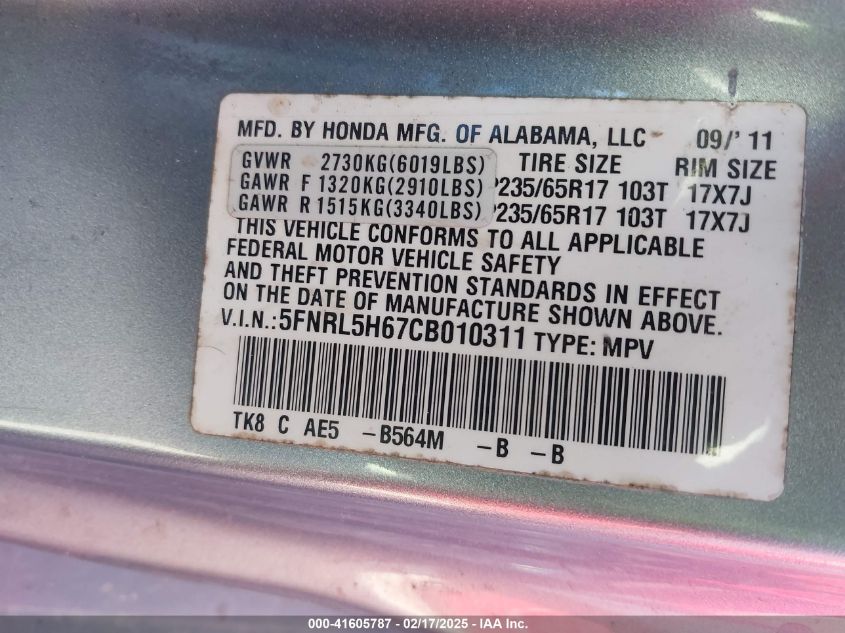 MFD. BY HONDA MFG. OF ALABAMA, LLC 09/' 11
GVWR 2730KG(6019LBS) TIRE SIZE RIM SIZE
GAWR F 1320KG(2910LBS) P235/65R17 103T 17X7J
GAWR R 1515KG(3340LBS) P235/65R17 103T 17X7J
THIS VEHICLE CONFORMS TO ALL APPLICABLE
FEDERAL MOTOR VEHICLE SAFETY
AND THEFT PREVENTION STANDARDS IN EFFECT
ON THE DATE OF MANUFACTURE SHOWN ABOVE.
V.I.N.:5FNRL5H67CB010311 TYPE: MPV
TK8 C AE5 -B564M -B -B
000-41605787 - 02/17/2025 - IAA Inc.